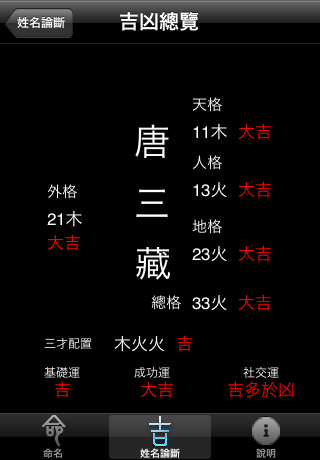 姓名論斷
吉凶總覽
天格
11木 大吉
唐
人格
13火 大吉
三
外格
21木
大吉
地格
23火 大吉
藏
總格 33火 大吉
三才配置 木火火 吉
基礎運 成功運 社交運
吉 大吉 吉多於凶
命
命名
吉
姓名論斷
說明